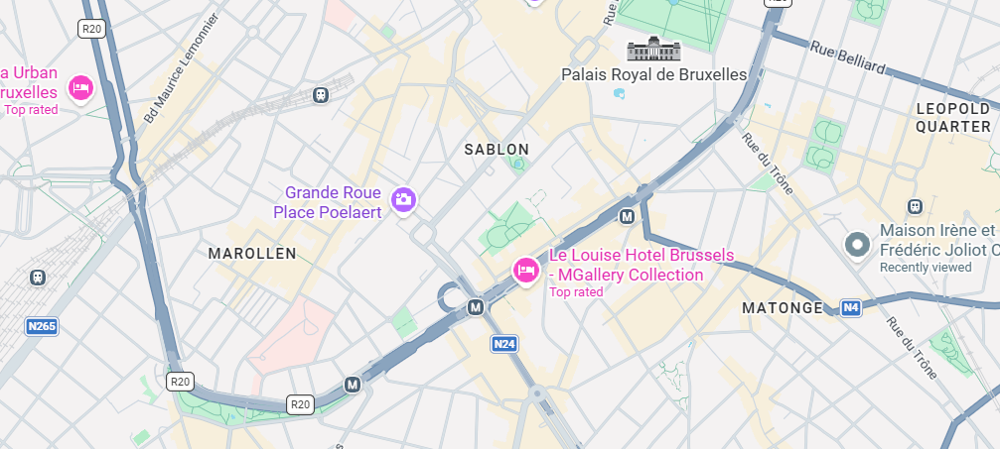 R20
Bd Maurice Lemonnier
a Urban
ruxelles
Top rated
Rue
Palais Royal de Bruxelles
R20
Rue Belliard
LEOPOLD
QUARTER
SABLON
Rue du Trône
Grande Roue
Place Poelaert
MAROLLEN
M
Le Louise Hotel Brussels
- MGallery Collection
Top rated
Maison Irène et
Frédéric Joliot C
Recently viewed
MATONGE
N4
N265
M
N24
Rue du Trône
R20
M
R20
s